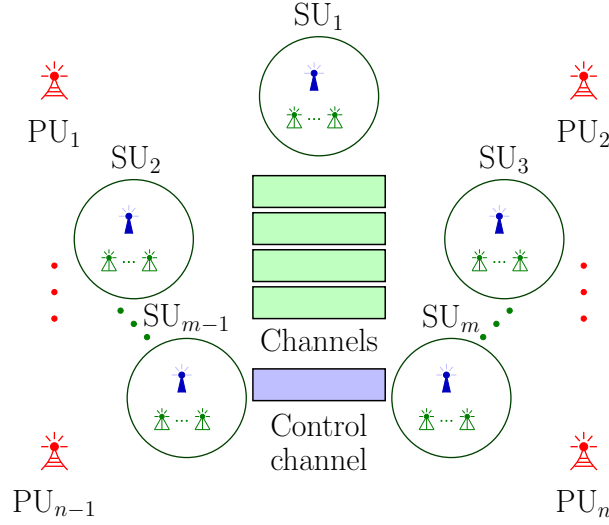 SU₁
PU₁
PU₂
SU₂
SU₃
...
SUₘ₋₁
SUₘ
Channels
Control
channel
PUₙ₋₁
PUₙ